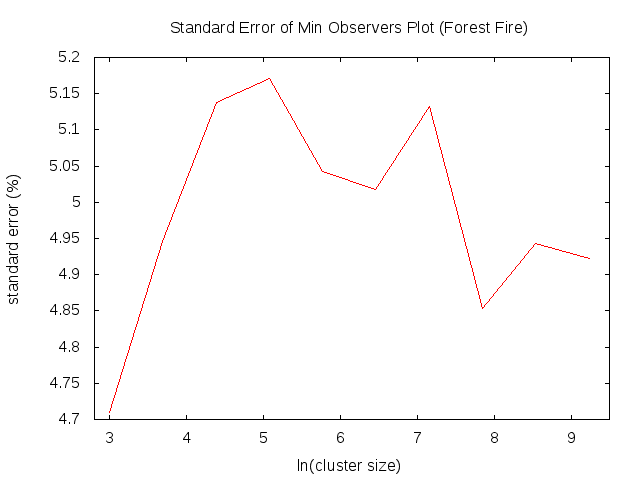 Standard Error of Min Observers Plot (Forest Fire)
5.2
5.15
5.1
5.05
5
4.95
4.9
4.85
4.8
4.75
4.7
standard error (%)
3 4 5 6 7 8 9
ln(cluster size)